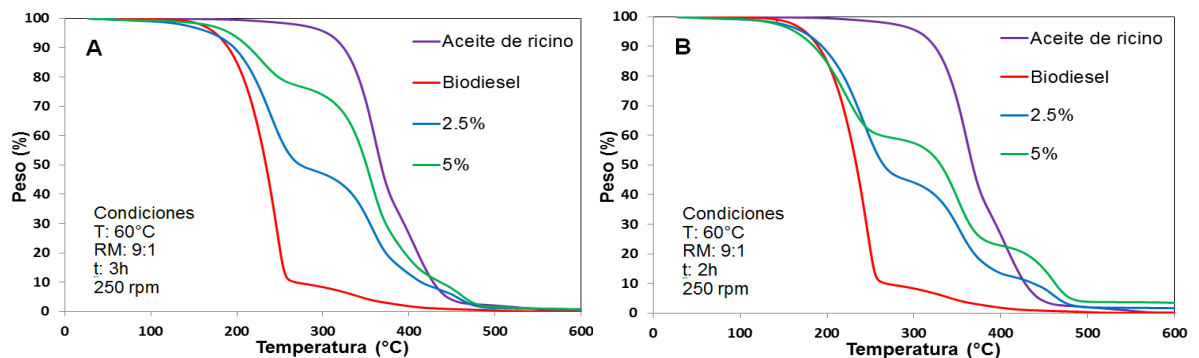 A
Aceite de ricino
Biodiesel
2.5%
5%
Condiciones
T: 60°C
RM: 9:1
t: 3h
250 rpm
Peso (%)
100
90
80
70
60
50
40
30
20
10
0
0 100 200 300 400 500 600
Temperatura (°C)
B
Aceite de ricino
Biodiesel
2.5%
5%
Condiciones
T: 60°C
RM: 9:1
t: 2h
250 rpm
Peso (%)
100
90
80
70
60
50
40
30
20
10
0
0 100 200 300 400 500 600
Temperatura (°C)